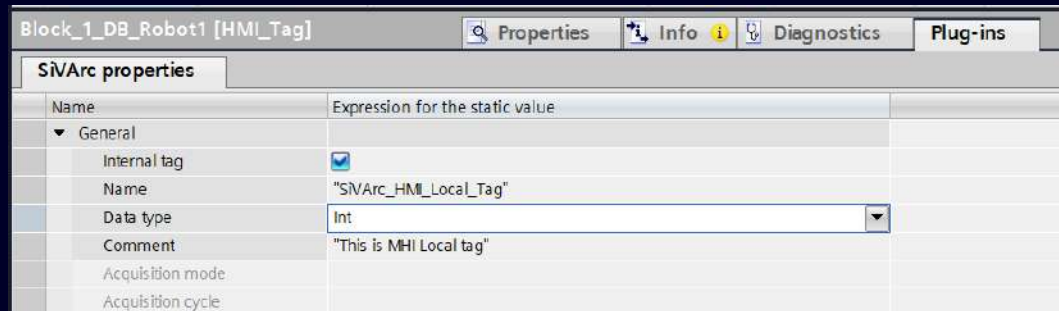 Block_1_DB_Robot1 [HMI_Tag] Properties Info Diagnostics Plug-ins
SiVArc properties
Name Expression for the static value
General
Internal tag
Name "SiVArc_HMI_Local_Tag"
Data type Int
Comment "This is MHI Local tag"
Acquisition mode
Acquisition cycle